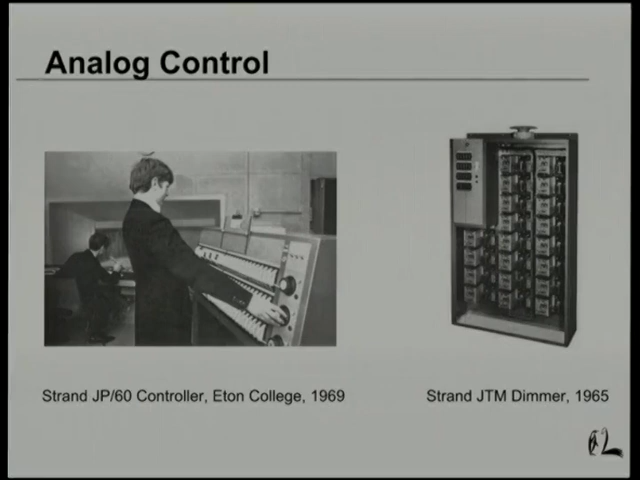 Analog Control
Strand JP/60 Controller, Eton College, 1969
Strand JTM Dimmer, 1965